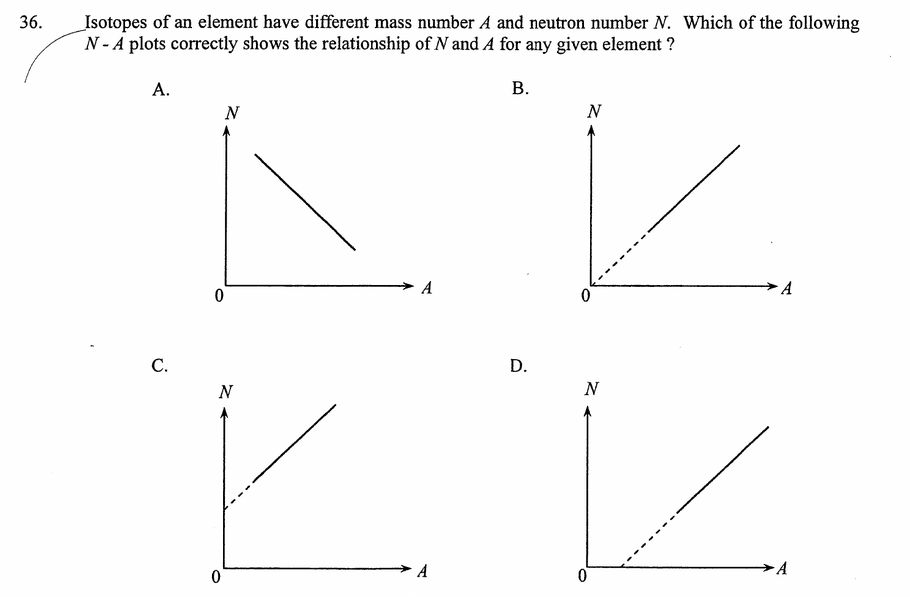 36. Isotopes of an element have different mass number A and neutron number N. Which of the following
N - A plots correctly shows the relationship of N and A for any given element ?
A.
B.
N
N
0
A
0
A
C.
D.
N
N
0
A
0
A